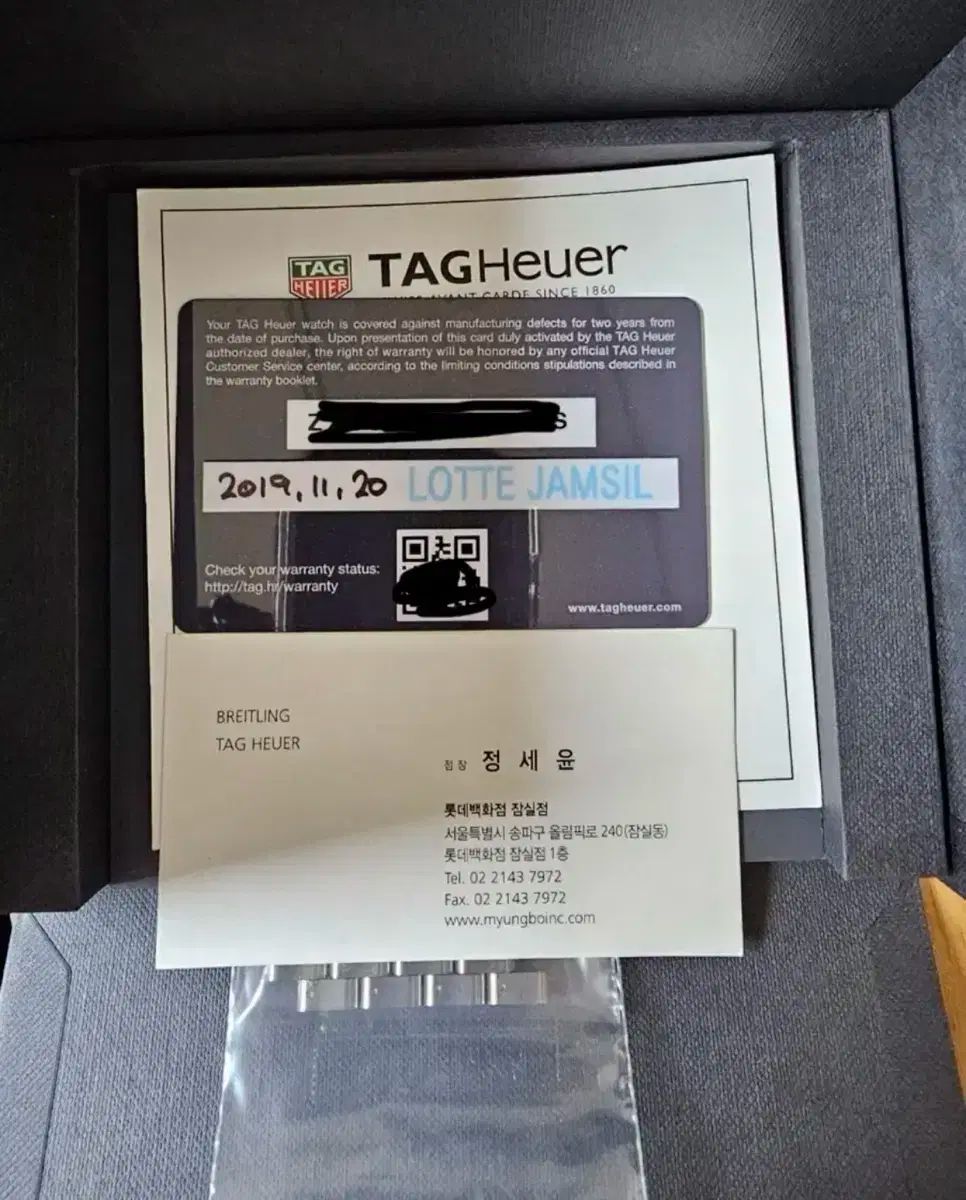 TAG
HEUER
TAGHeuer
AVANT-GARDE SINCE 1860
Your TAG Heuer watch is covered against manufacturing defects for two years from
the date of purchase. Upon presentation of this card duly activated by the TAG Heuer
authorized dealer, the right of warranty will be honored by any official TAG Heuer
Customer Service center, according to the limiting conditions stipulations described in
the warranty booklet.
2019, 11, 20 LOTTE JAMSIL
Check your warranty status:
http://tag.hr/warranty
www.tagheuer.com
BREITLING
TAG HEUER
점장 정 세 윤
롯데백화점 잠실점
서울특별시 송파구 올림픽로 240(잠실동)
롯데백화점 잠실점 1층
Tel. 02 2143 7972
Fax. 02 2143 7972
www.myungboinc.com